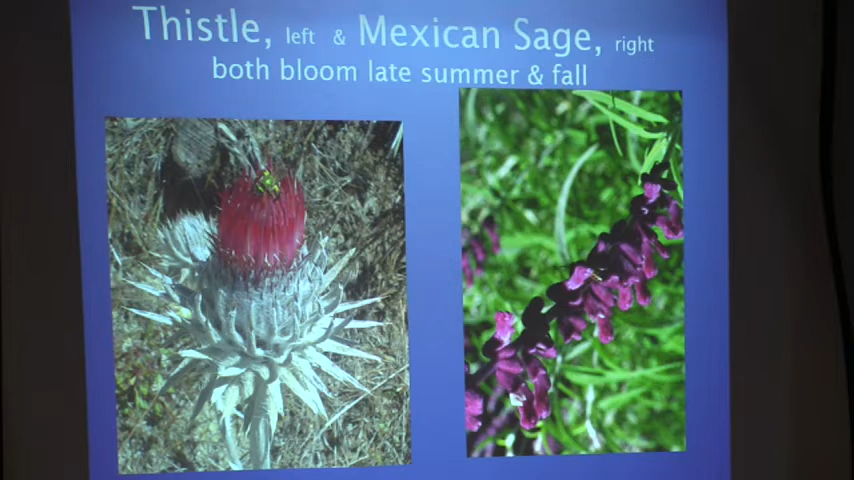 Thistle, left & Mexican Sage, right
both bloom late summer & fall